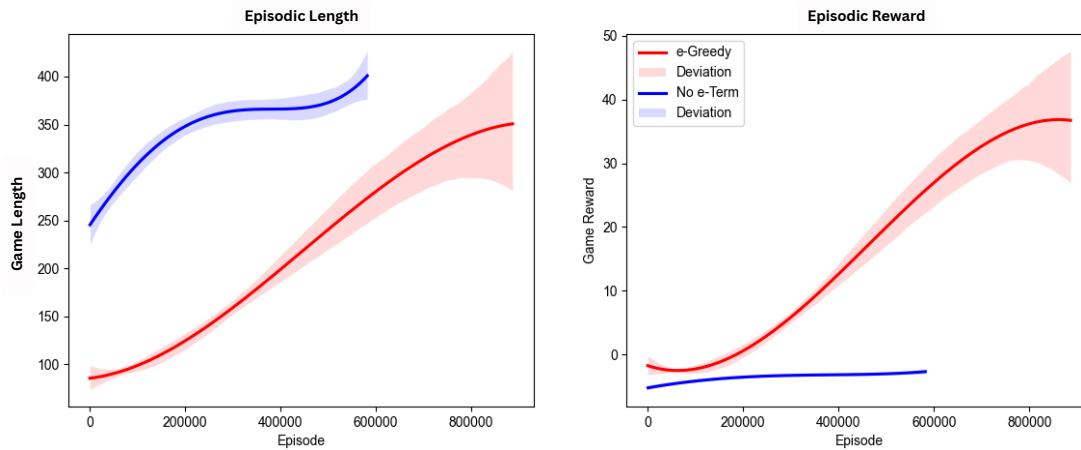 Episodic Length
Game Length
400
350
300
250
200
150
100
0
200000
400000
600000
800000
Episode
Episodic Reward
Game Reward
50
40
30
20
10
0
e-Greedy
Deviation
No e-Term
Deviation
0
200000
400000
600000
800000
Episode